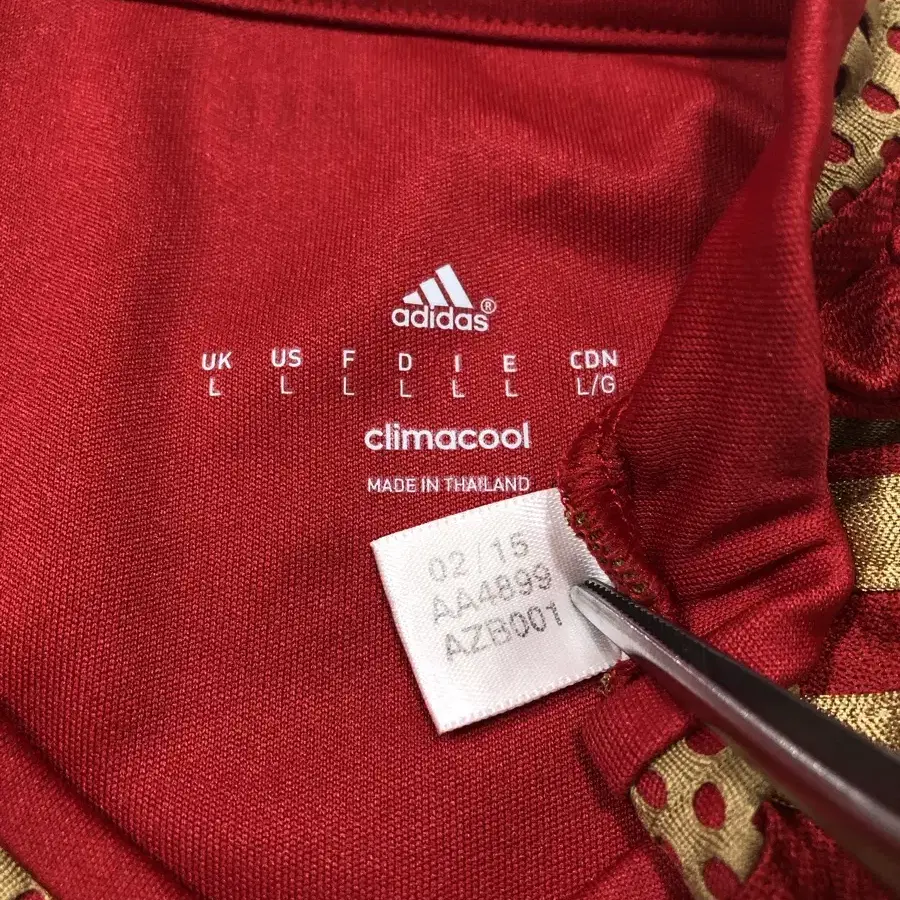 adidas®
UK US F D I E CDN
L L L L L L L/G
climacool
MADE IN THAILAND
02/15
AA4899
AZB001